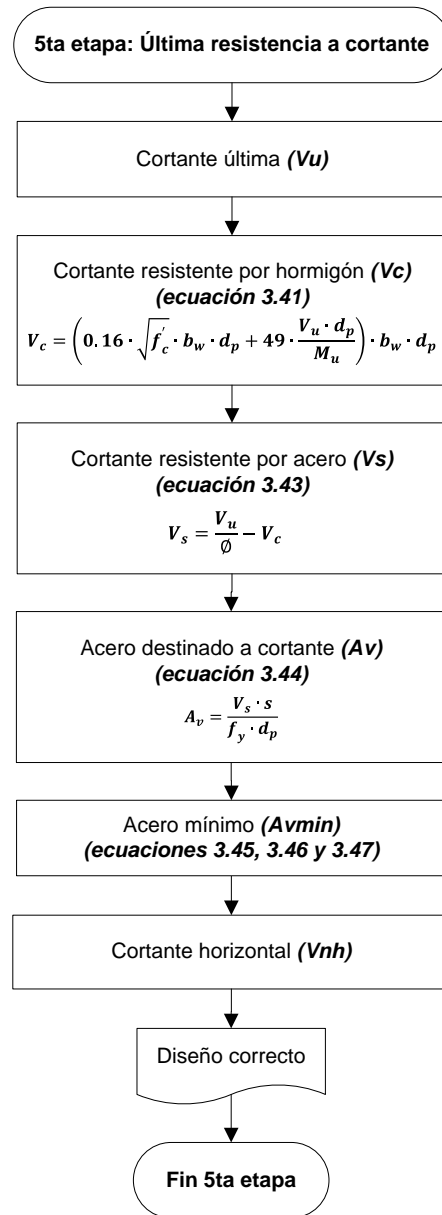 5ta etapa: Última resistencia a cortante
Cortante última (Vu)
Cortante resistente por hormigón (Vc)
(ecuación 3.41)
V_c = (0.16 · √f'_c · b_w · d_p + 49 · (V_u · d_p)/M_u) · b_w · d_p
Cortante resistente por acero (Vs)
(ecuación 3.43)
V_s = V_u/∅ − V_c
Acero destinado a cortante (Av)
(ecuación 3.44)
A_v = (V_s · s)/(f_y · d_p)
Acero mínimo (Avmin)
(ecuaciones 3.45, 3.46 y 3.47)
Cortante horizontal (Vnh)
Diseño correcto
Fin 5ta etapa